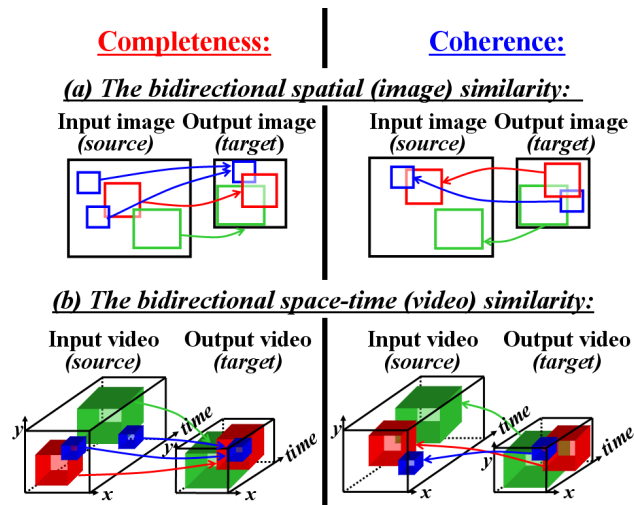 Completeness:
Coherence:
(a) The bidirectional spatial (image) similarity:
Input image Output image
(source) (target)
Input image Output image
(source) (target)
(b) The bidirectional space-time (video) similarity:
Input video Output video
(source) (target)
Input video Output video
(source) (target)
y time y time
x x
y time y time
x x